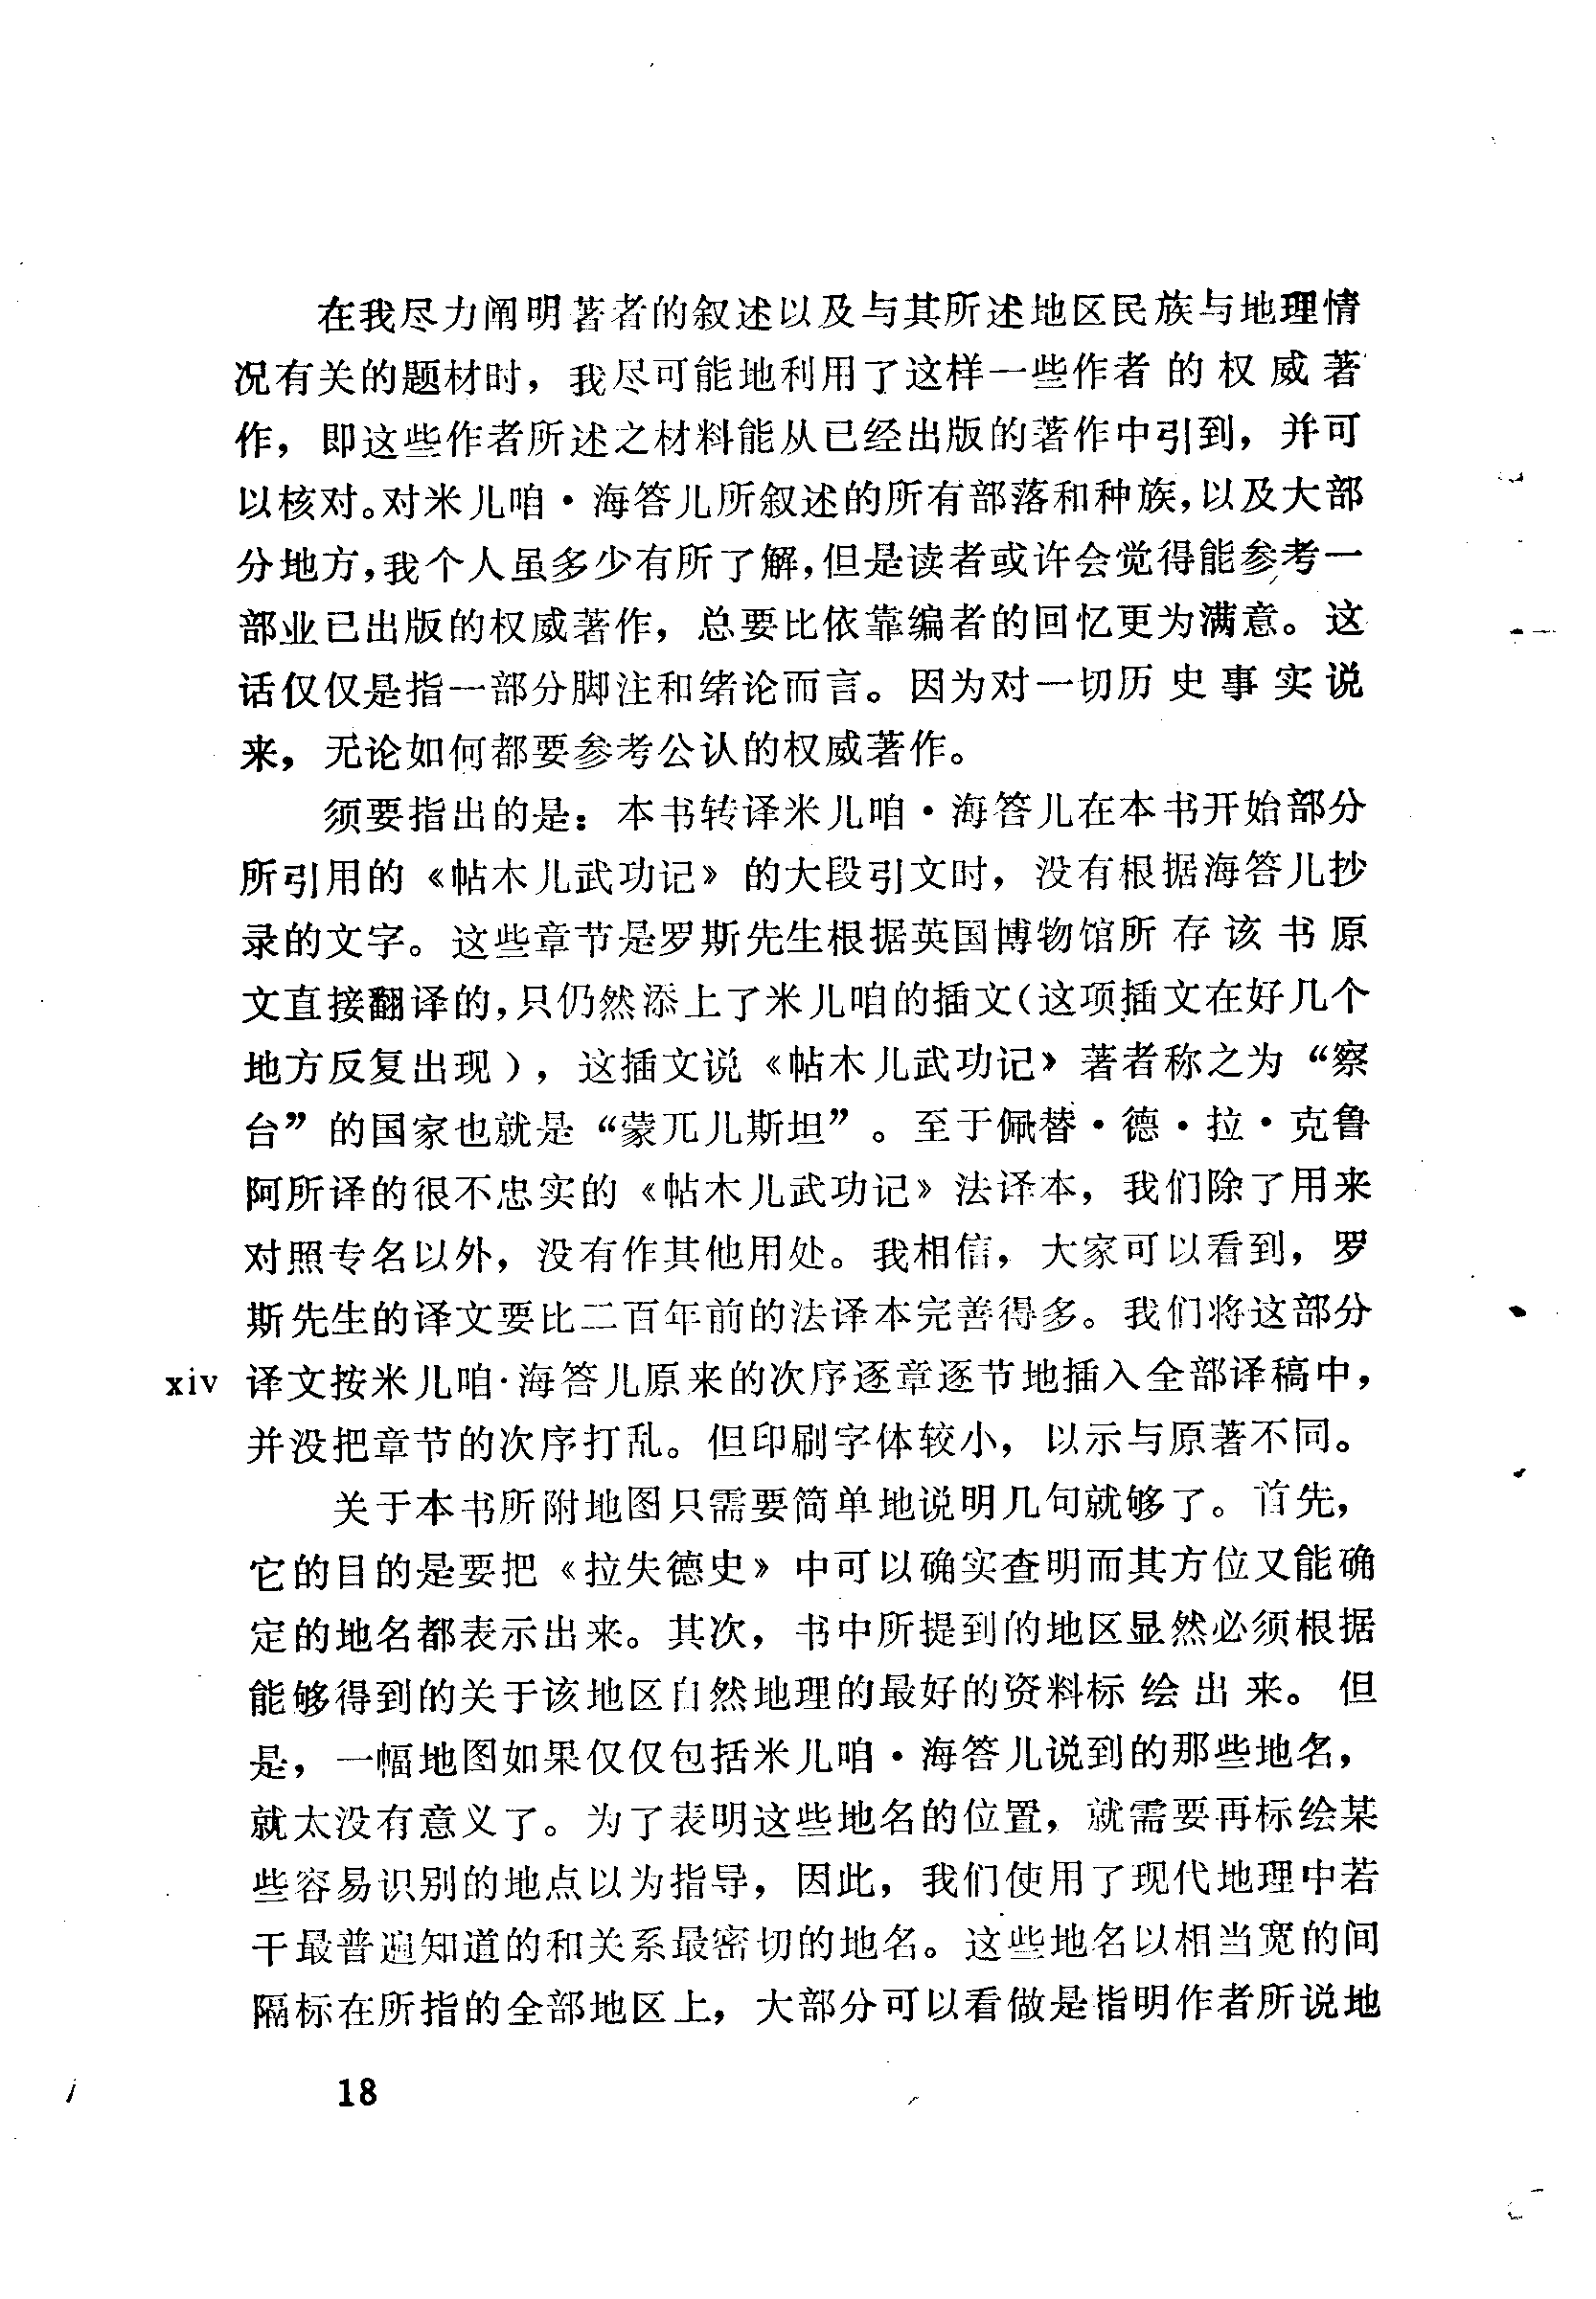 在我尽力阐明著者的叙述以及与其所述地区民族与地理情
况有关的题材时，我尽可能地利用了这样一些作者的权威著
作，即这些作者所述之材料能从已经出版的著作中引到，并可
以核对。对米儿咱·海答儿所叙述的所有部落和种族，以及大部
分地方，我个人虽多少有所了解，但是读者或许会觉得能参考一
部业已出版的权威著作，总要比依靠编者的回忆更为满意。这
话仅仅是指一部分脚注和绪论而言。因为对一切历史事实说
来，无论如何都要参考公认的权威著作。
须要指出的是：本书转译米儿咱·海答儿在本书开始部分
所引用的《帖木儿武功记》的大段引文时，没有根据海答儿抄
录的文字。这些章节是罗斯先生根据英国博物馆所存该书原
文直接翻译的，只仍然添上了米儿咱的插文（这项插文在好几个
地方反复出现），这插文说《帖木儿武功记》著者称之为“察
台”的国家也就是“蒙兀儿斯坦”。至于佩替·德·拉·克鲁
阿所译的很不忠实的《帖木儿武功记》法译本，我们除了用来
对照专名以外，没有作其他用处。我相信，大家可以看到，罗
斯先生的译文要比二百年前的法译本完善得多。我们将这部分
xiv 译文按米儿咱·海答儿原来的次序逐章逐节地插入全部译稿中，
并没把章节的次序打乱。但印刷字体较小，以示与原著不同。
关于本书所附地图只需要简单地说明几句就够了。首先，
它的目的是要把《拉失德史》中可以确实查明而其方位又能确
定的地名都表示出来。其次，书中所提到的地区显然必须根据
能够得到的关于该地区自然地理的最好的资料标绘出来。但
是，一幅地图如果仅仅包括米儿咱·海答儿说到的那些地名，
就太没有意义了。为了表明这些地名的位置，就需要再标绘某
些容易识别的地点以为指导，因此，我们使用了现代地理中若
干最普遍知道的和关系最密切的地名。这些地名以相当宽的间
隔标在所指的全部地区上，大部分可以看做是指明作者所说地
18